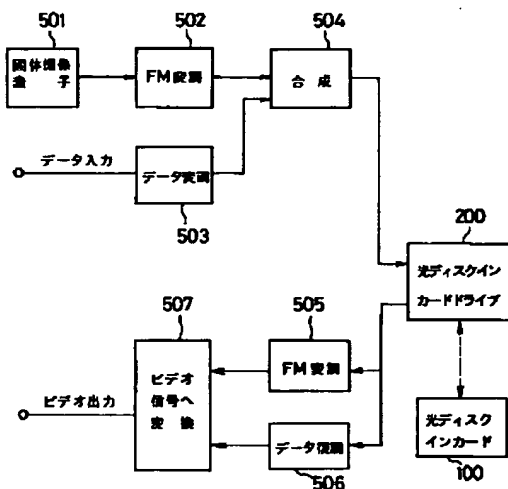 501
502
504
固体撮像
素子
FM変調
合成
データ入力
データ変調
503
200
光ディスクイン
カードドライブ
507
505
ビデオ
信号へ
変換
FM変調
ビデオ出力
データ復調
506
光ディスク
インカード
100